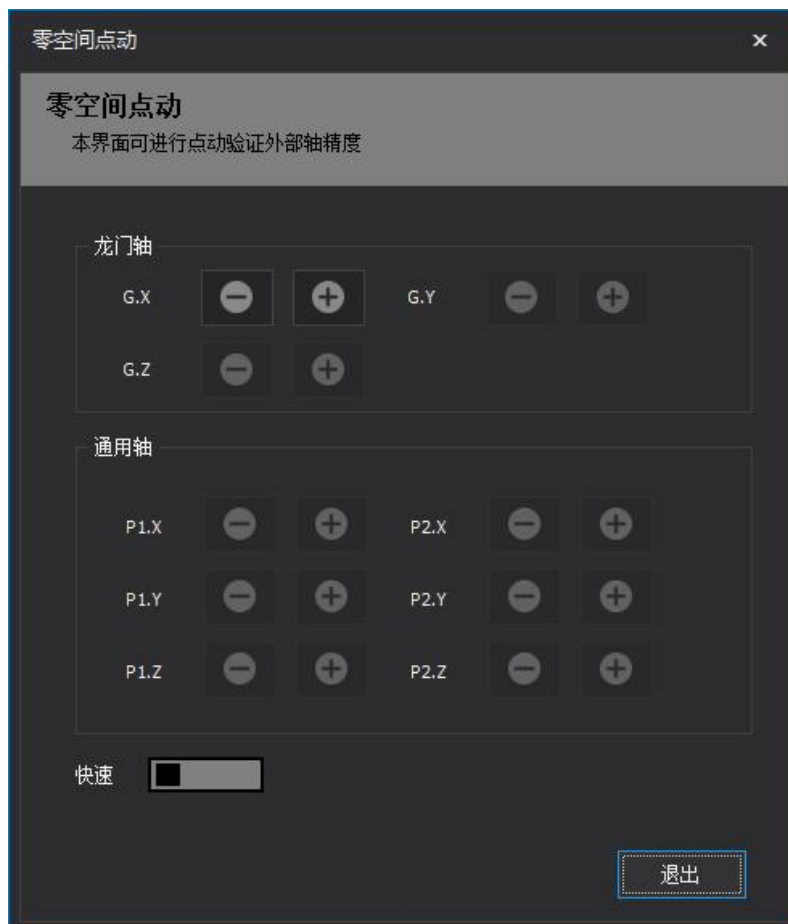 零空间点动
零空间点动
本界面可进行点动验证外部轴精度
龙门轴
G.X G.Y
G.Z
通用轴
P1.X P2.X
P1.Y P2.Y
P1.Z P2.Z
快速
退出